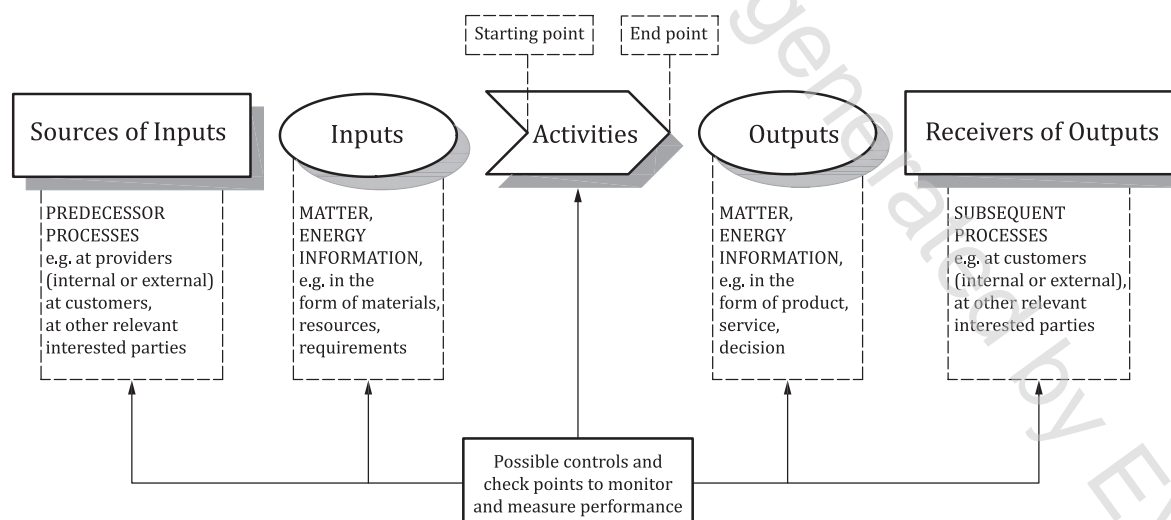 Starting point
End point
Sources of Inputs
Inputs
Activities
Outputs
Receivers of Outputs
PREDECESSOR
PROCESSES
e.g. at providers
(internal or external)
at customers,
at other relevant
interested parties
MATTER,
ENERGY
INFORMATION,
e.g. in the
form of materials,
resources,
requirements
MATTER,
ENERGY
INFORMATION,
e.g. in the
form of product,
service,
decision
SUBSEQUENT
PROCESSES
e.g. at customers
(internal or external),
at other relevant
interested parties
Possible controls and
check points to monitor
and measure performance
generated by